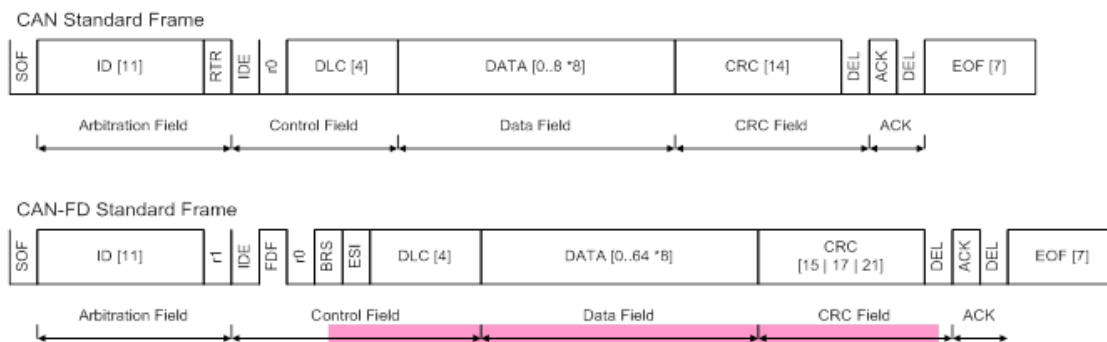 CAN Standard Frame
SOF ID [11] RTR IDE r0 DLC [4] DATA [0..8 *8] CRC [14] DEL ACK DEL EOF [7]
Arbitration Field Control Field Data Field CRC Field ACK
CAN-FD Standard Frame
SOF ID [11] r1 IDE FDF r0 BRS ESI DLC [4] DATA [0..64 *8] CRC [15 | 17 | 21] DEL ACK DEL EOF [7]
Arbitration Field Control Field Data Field CRC Field ACK